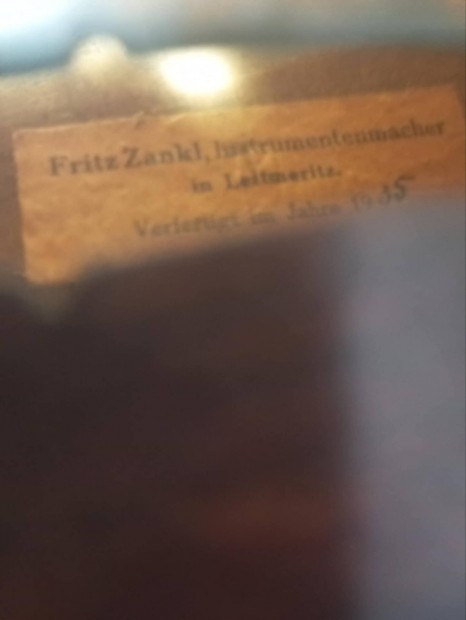 Fritz Zankl, Instrumentenmacher
in Leitmeritz.
Verfertigt im Jahre 1935